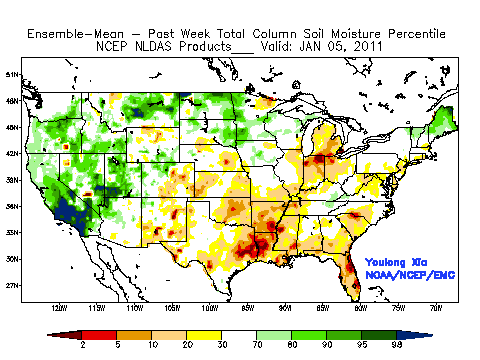 Ensemble-Mean - Past Week Total Column Soil Moisture Percentile
NCEP NLDAS Products___ Valid: JAN 05, 2011
51N
48N
45N
42N
39N
36N
33N
30N
27N
Youlong Xia
NOAA/NCEP/EMC
120W 115W 110W 105W 100W 95W 90W 85W 80W 75W 70W
2 5 10 20 30 70 80 90 95 98